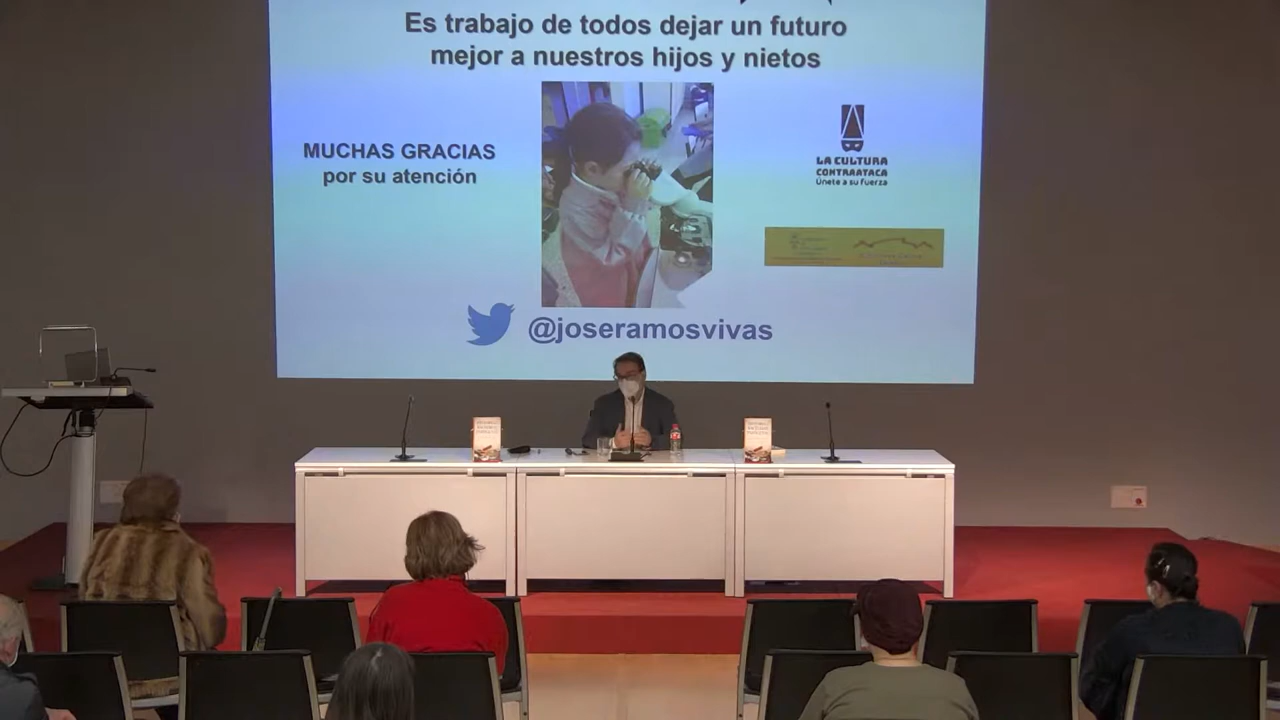 Es trabajo de todos dejar un futuro
mejor a nuestros hijos y nietos
MUCHAS GRACIAS
por su atención
LA CULTURA
CONTRAATACA
Únete a su fuerza
@joseramosvivas